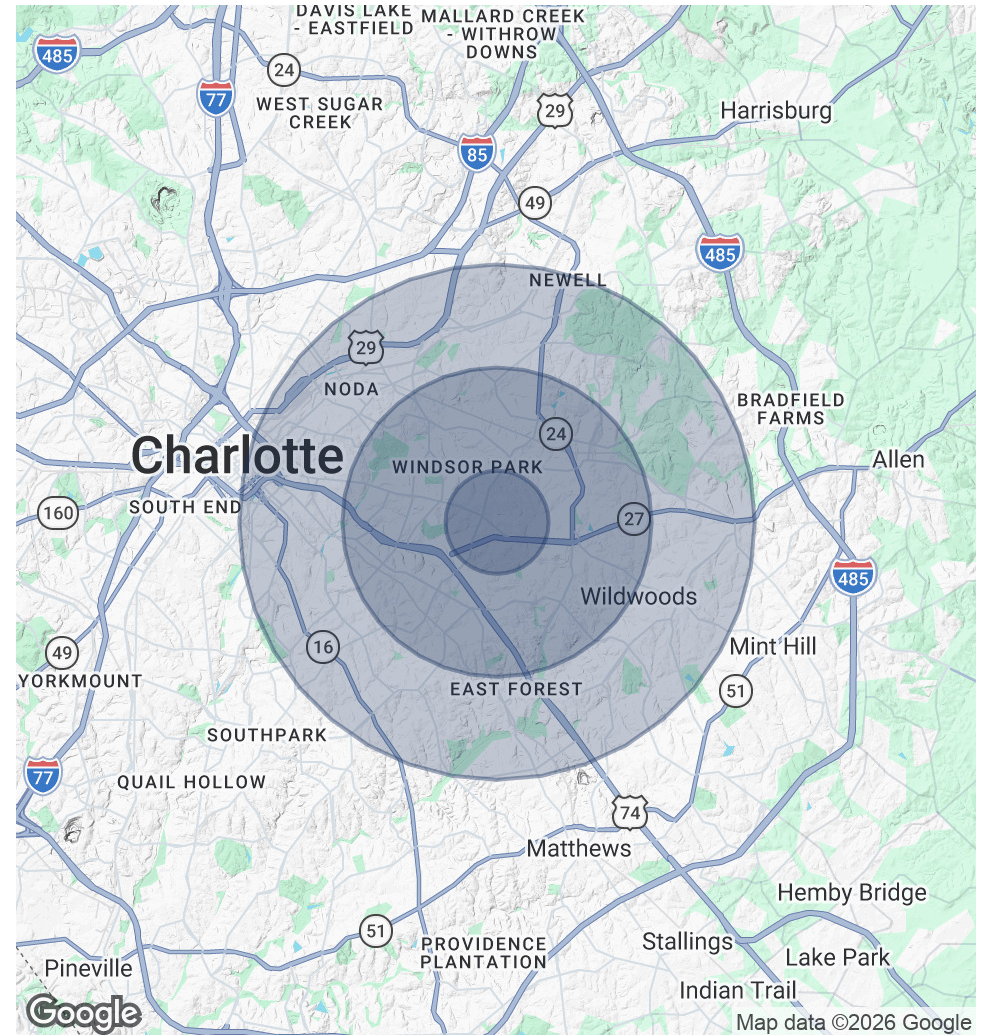 DAVIS LAKE
- EASTFIELD
MALLARD CREEK
- WITHROW
DOWNS
485
24
77
WEST SUGAR
CREEK
29
Harrisburg
85
49
485
NEWELL
29
NODA
BRADFIELD
FARMS
24
Charlotte
WINDSOR PARK
Allen
SOUTH END
160
27
485
Wildwoods
49
16
Mint Hill
YORKMOUNT
EAST FOREST
51
SOUTHPARK
77
QUAIL HOLLOW
74
Matthews
Hemby Bridge
51
PROVIDENCE
PLANTATION
Stallings
Lake Park
Pineville
Indian Trail
Google
Map data ©2026 Google